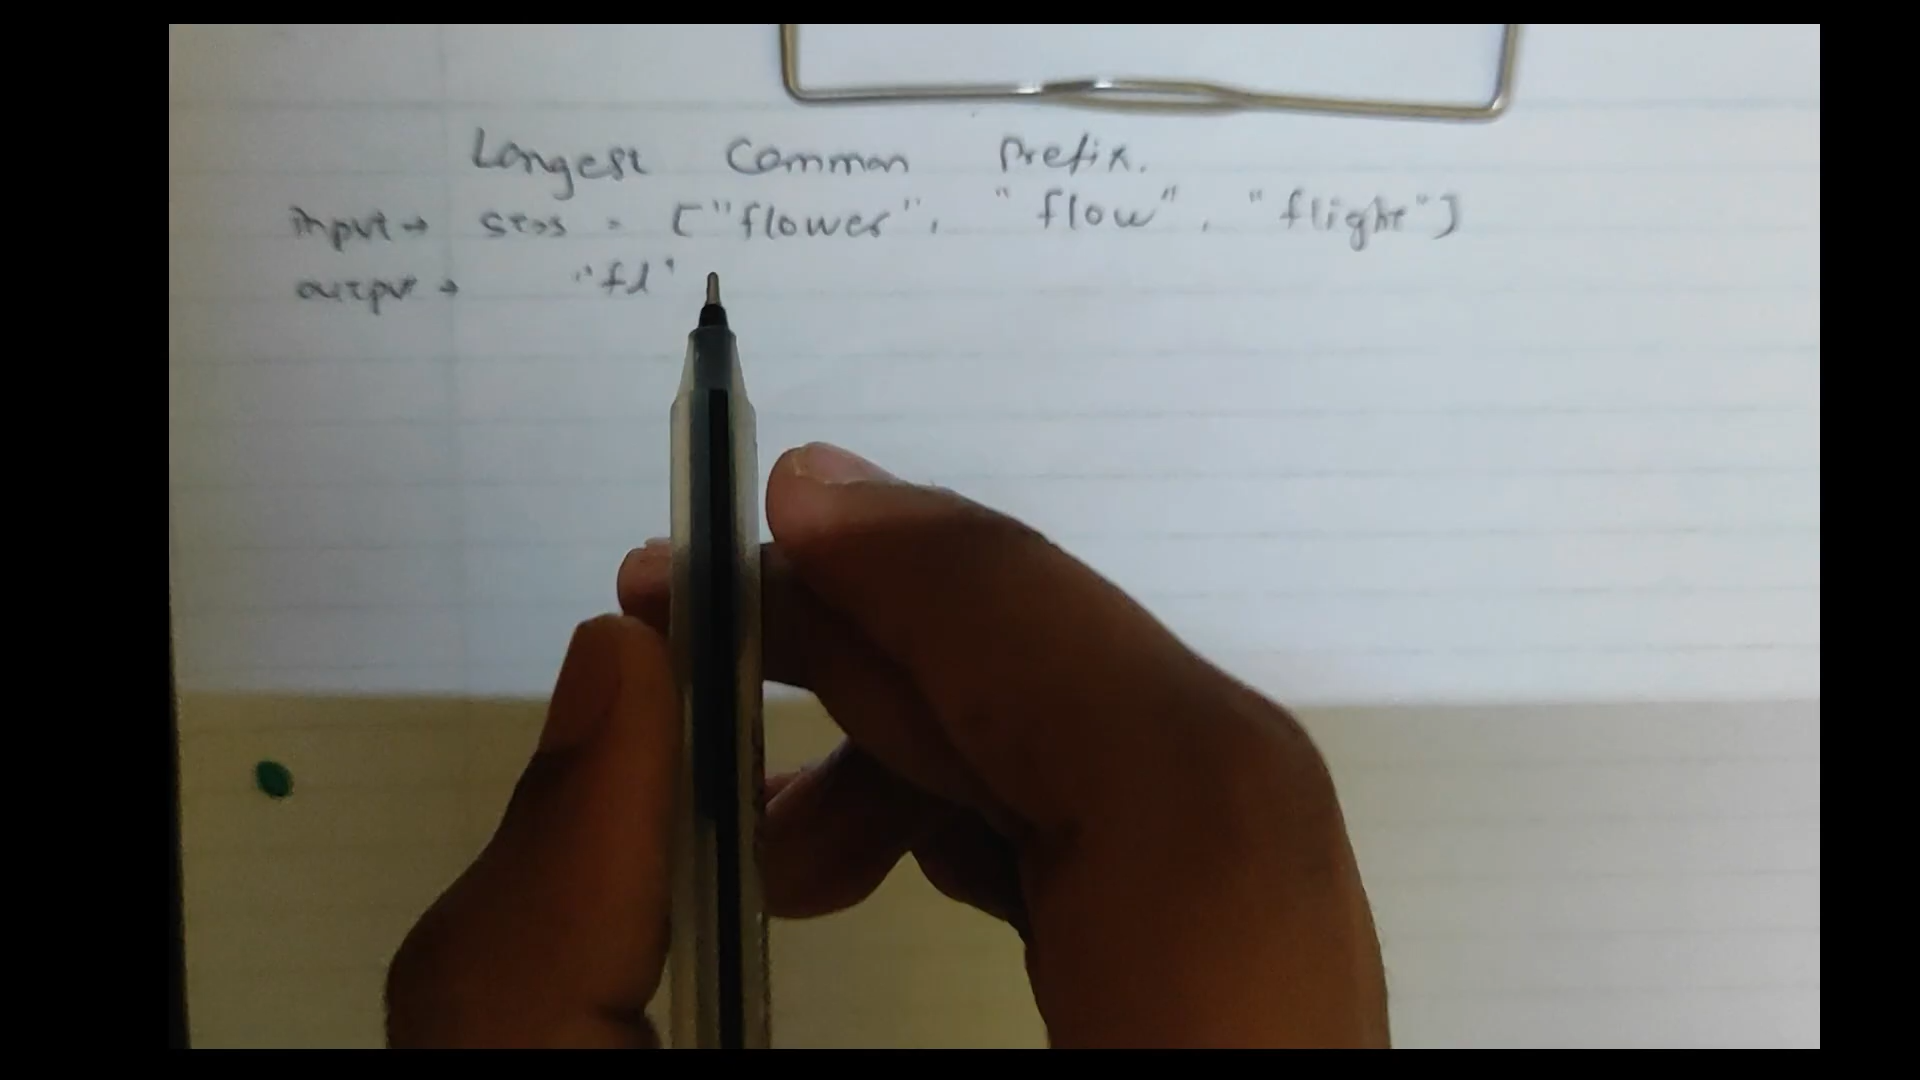 Longest Common Prefix.
input → strs = ["flower", "flow", "flight"]
output → "fl"